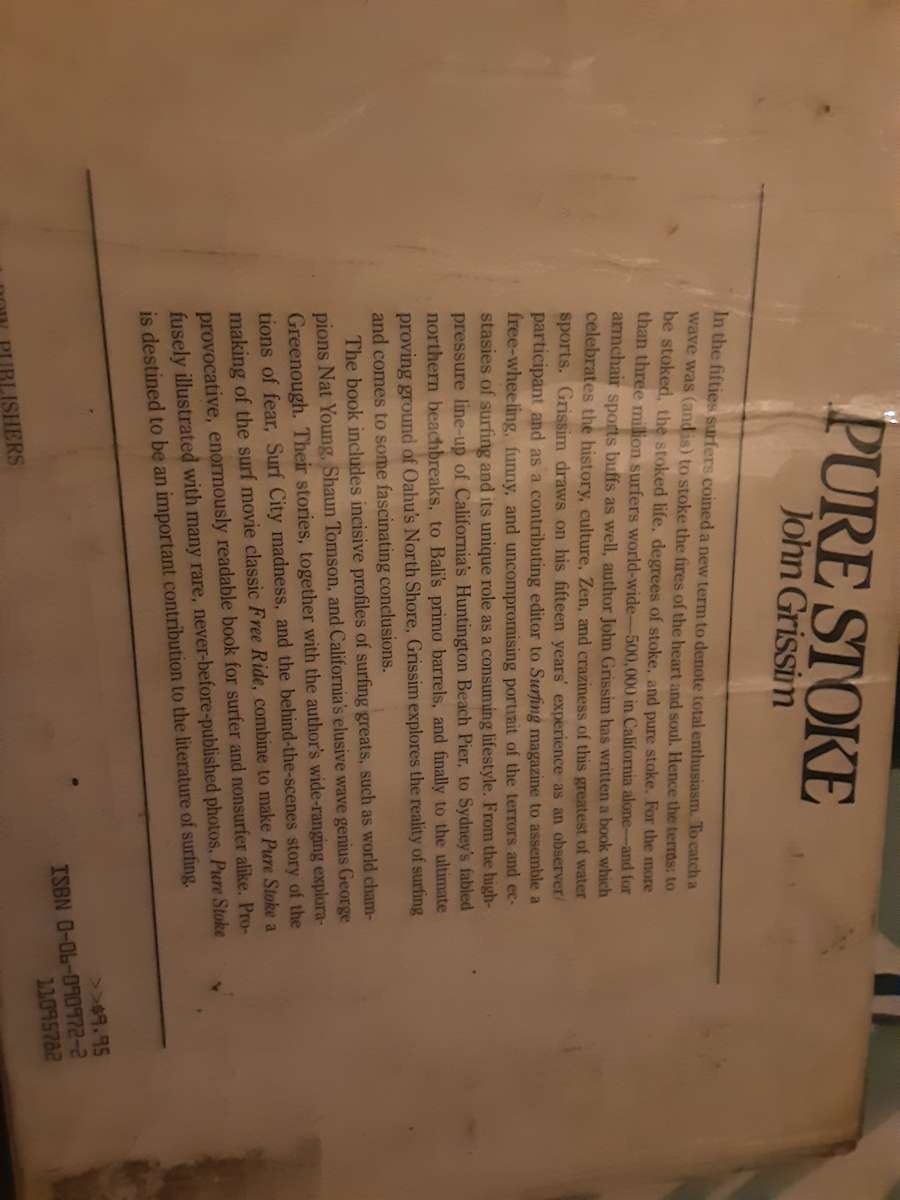 PURE STOKE
John Grissim
In the fifties surfers coined a new term to denote total enthusiasm. To catch a
wave was (and is) to stoke the fires of the heart and soul. Hence the terms: to
be stoked, the stoked life, degrees of stoke, and pure stoke. For the more
than three million surfers world-wide—500,000 in California alone—and for
armchair sports buffs as well, author John Grissim has written a book which
celebrates the history, culture, Zen, and craziness of this greatest of water
sports. Grissim draws on his fifteen years' experience as an observer/
participant and as a contributing editor to Surfing magazine to assemble a
free-wheeling, funny, and uncompromising portrait of the terrors and ec-
stasies of surfing and its unique role as a consuming lifestyle. From the high-
pressure line-up of California's Huntington Beach Pier, to Sydney's fabled
northern beachbreaks, to Bali's primo barrels, and finally to the ultimate
proving ground of Oahu's North Shore, Grissim explores the reality of surfing
and comes to some fascinating conclusions.
The book includes incisive profiles of surfing greats, such as world cham-
pions Nat Young, Shaun Tomson, and California's elusive wave genius George
Greenough. Their stories, together with the author's wide-ranging explora-
tions of fear, Surf City madness, and the behind-the-scenes story of the
making of the surf movie classic Free Ride, combine to make Pure Stoke a
provocative, enormously readable book for surfer and nonsurfer alike. Pro-
fusely illustrated with many rare, never-before-published photos, Pure Stoke
is destined to be an important contribution to the literature of surfing.
>>$9.95
ISBN 0-06-090972-2
11095782
PUBLISHERS